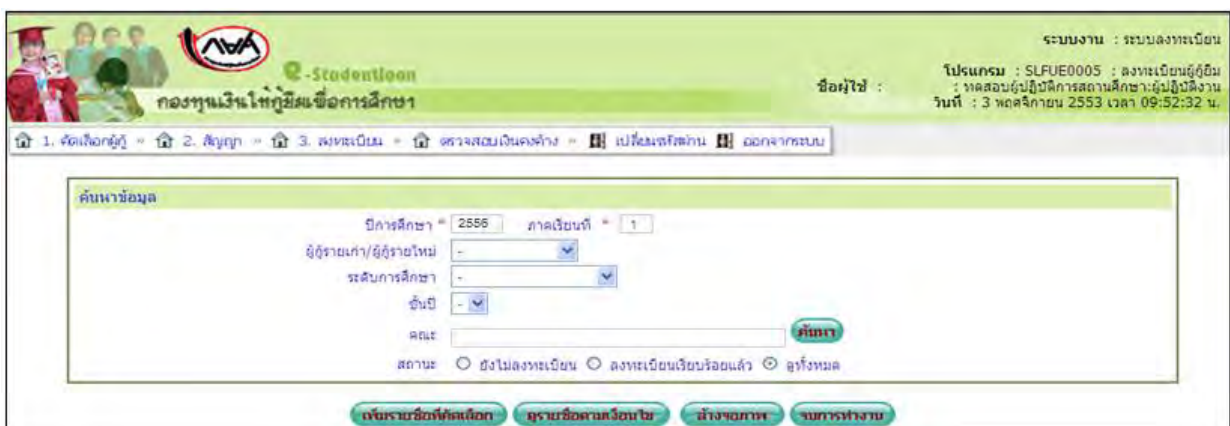 ระบบงาน : ระบบลงทะเบียน
กยศ
e-Studentloan
กองทุนเงินให้กู้ยืมเพื่อการศึกษา
ชื่อผู้ใช้ :
โปรแกรม : SLFUE0005 : ลงทะเบียนผู้กู้ยืม
: ทดสอบผู้ปฏิบัติการสถานศึกษา:ผู้ปฏิบัติงาน
วันที่ : 3 พฤศจิกายน 2553 เวลา 09:52:32 น.
1. คัดเลือกผู้กู้ » 2. สัญญา » 3. ลงทะเบียน » ตรวจสอบเงินคงค้าง » เปลี่ยนรหัสผ่าน ออกจากระบบ
ค้นหาข้อมูล
ปีการศึกษา * 2556 ภาคเรียนที่ * 1
ผู้กู้รายเก่า/ผู้กู้รายใหม่ -
ระดับการศึกษา -
ชั้นปี -
คณะ ค้นหา
สถานะ ยังไม่ลงทะเบียน ลงทะเบียนเรียบร้อยแล้ว ดูทั้งหมด
เพิ่มรายชื่อที่คัดเลือก ดูรายชื่อตามเงื่อนไข ล้างจอภาพ จบการทำงาน